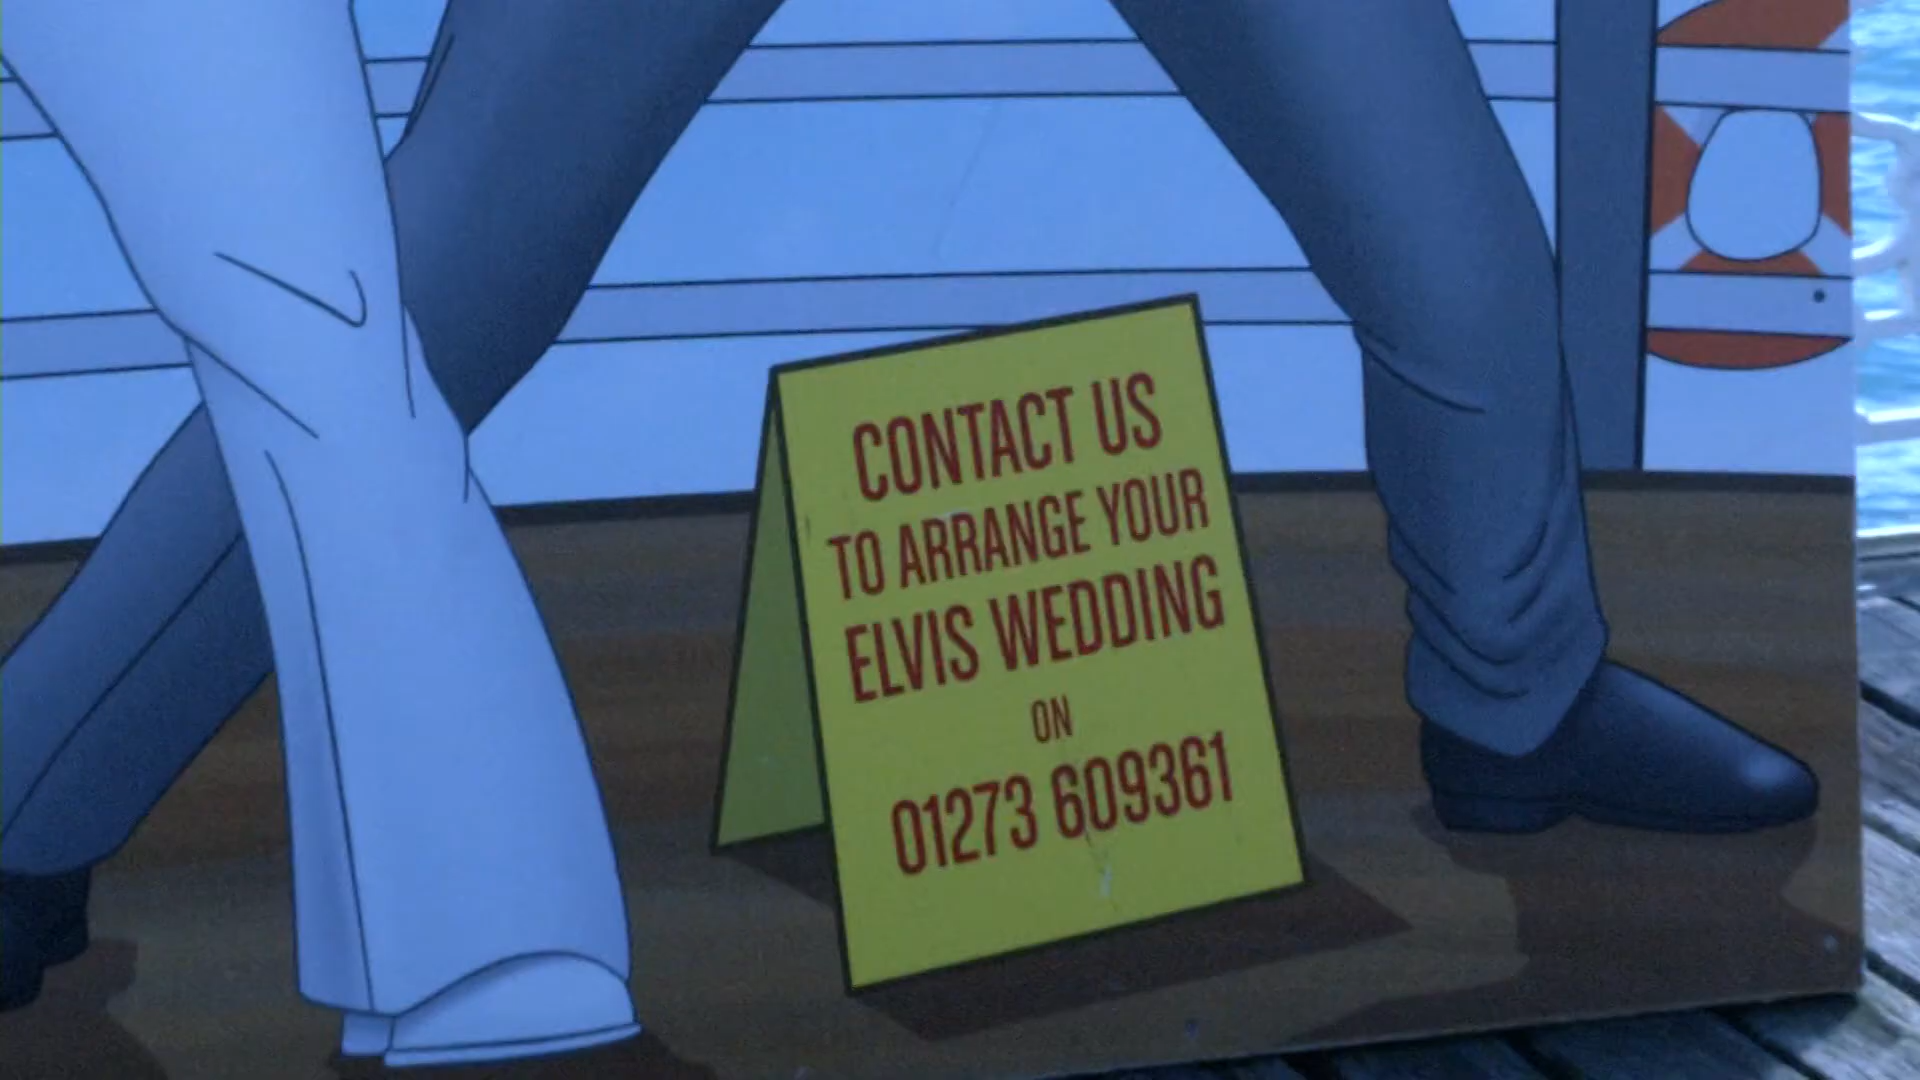 CONTACT US
TO ARRANGE YOUR
ELVIS WEDDING
ON
01273 609361